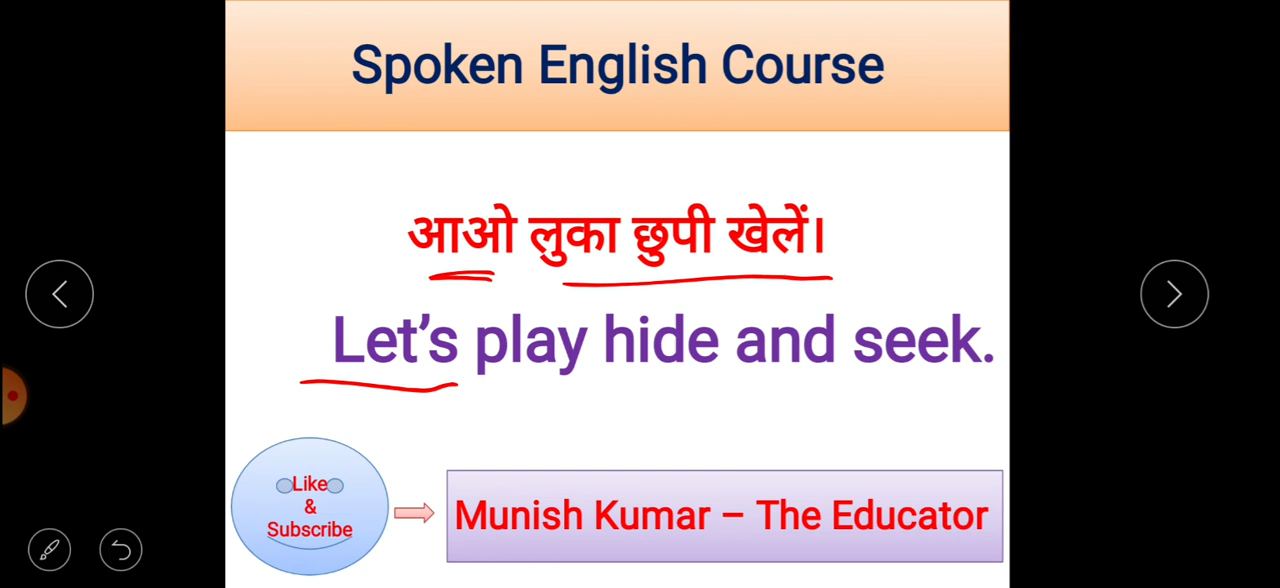 Spoken English Course
आओ लुका छुपी खेलें।
Let’s play hide and seek.
Like
&
Subscribe
Munish Kumar – The Educator